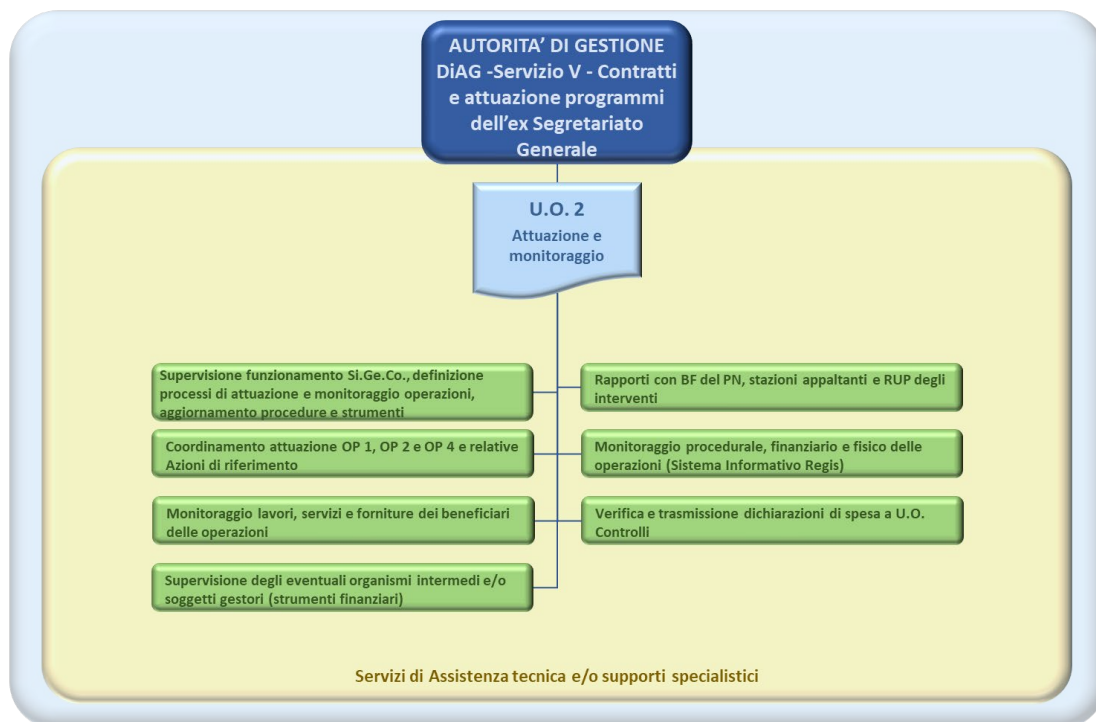 AUTORITA’ DI GESTIONE
DiAG -Servizio V - Contratti
e attuazione programmi
dell’ex Segretariato
Generale
U.O. 2
Attuazione e
monitoraggio
Supervisione funzionamento Si.Ge.Co., definizione
processi di attuazione e monitoraggio operazioni,
aggiornamento procedure e strumenti
Rapporti con BF del PN, stazioni appaltanti e RUP degli
interventi
Coordinamento attuazione OP 1, OP 2 e OP 4 e relative
Azioni di riferimento
Monitoraggio procedurale, finanziario e fisico delle
operazioni (Sistema Informativo Regis)
Monitoraggio lavori, servizi e forniture dei beneficiari
delle operazioni
Verifica e trasmissione dichiarazioni di spesa a U.O.
Controlli
Supervisione degli eventuali organismi intermedi e/o
soggetti gestori (strumenti finanziari)
Servizi di Assistenza tecnica e/o supporti specialistici